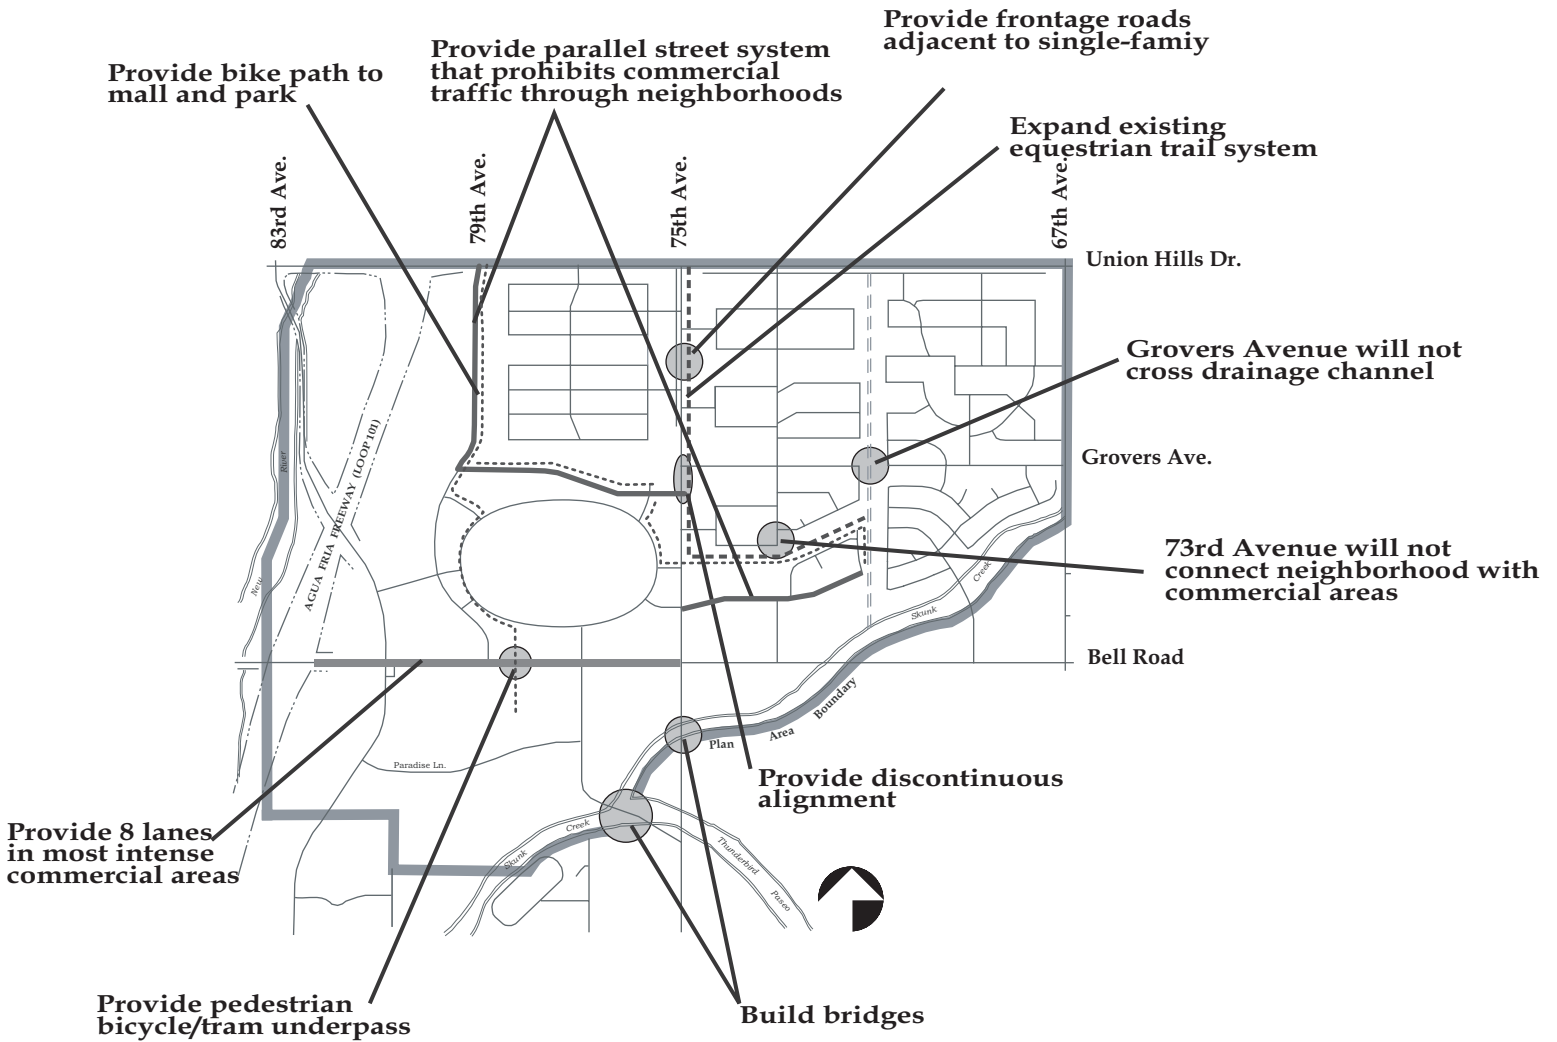 Provide frontage roads
adjacent to single-famiy
Provide parallel street system
that prohibits commercial
traffic through neighborhoods
Provide bike path to
mall and park
Expand existing
equestrian trail system
83rd Ave.
79th Ave.
75th Ave.
67th Ave.
Union Hills Dr.
Grovers Avenue will not
cross drainage channel
Grovers Ave.
River
AGUA FRIA FREEWAY (LOOP 101)
New
73rd Avenue will not
connect neighborhood with
commercial areas
Creek
Skunk
Bell Road
Boundary
Area
Plan
Paradise Ln.
Provide discontinuous
alignment
Provide 8 lanes
in most intense
commercial areas
Creek
Skunk
Thunderbird
Paseo
Provide pedestrian
bicycle/tram underpass
Build bridges